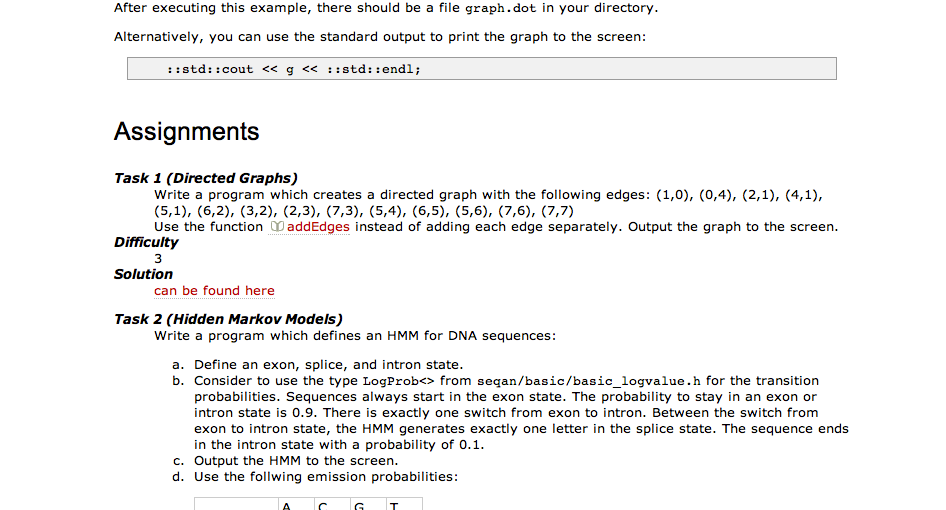 After executing this example, there should be a file graph.dot in your directory.
Alternatively, you can use the standard output to print the graph to the screen:
::std::cout << g << ::std::endl;
Assignments
Task 1 (Directed Graphs)
Write a program which creates a directed graph with the following edges: (1,0), (0,4), (2,1), (4,1),
(5,1), (6,2), (3,2), (2,3), (7,3), (5,4), (6,5), (5,6), (7,6), (7,7)
Use the function addEdges instead of adding each edge separately. Output the graph to the screen.
Difficulty
3
Solution
can be found here
Task 2 (Hidden Markov Models)
Write a program which defines an HMM for DNA sequences:
a. Define an exon, splice, and intron state.
b. Consider to use the type LogProb<> from seqan/basic/basic_logvalue.h for the transition
probabilities. Sequences always start in the exon state. The probability to stay in an exon or
intron state is 0.9. There is exactly one switch from exon to intron. Between the switch from
exon to intron state, the HMM generates exactly one letter in the splice state. The sequence ends
in the intron state with a probability of 0.1.
c. Output the HMM to the screen.
d. Use the follwing emission probabilities:
A C G T